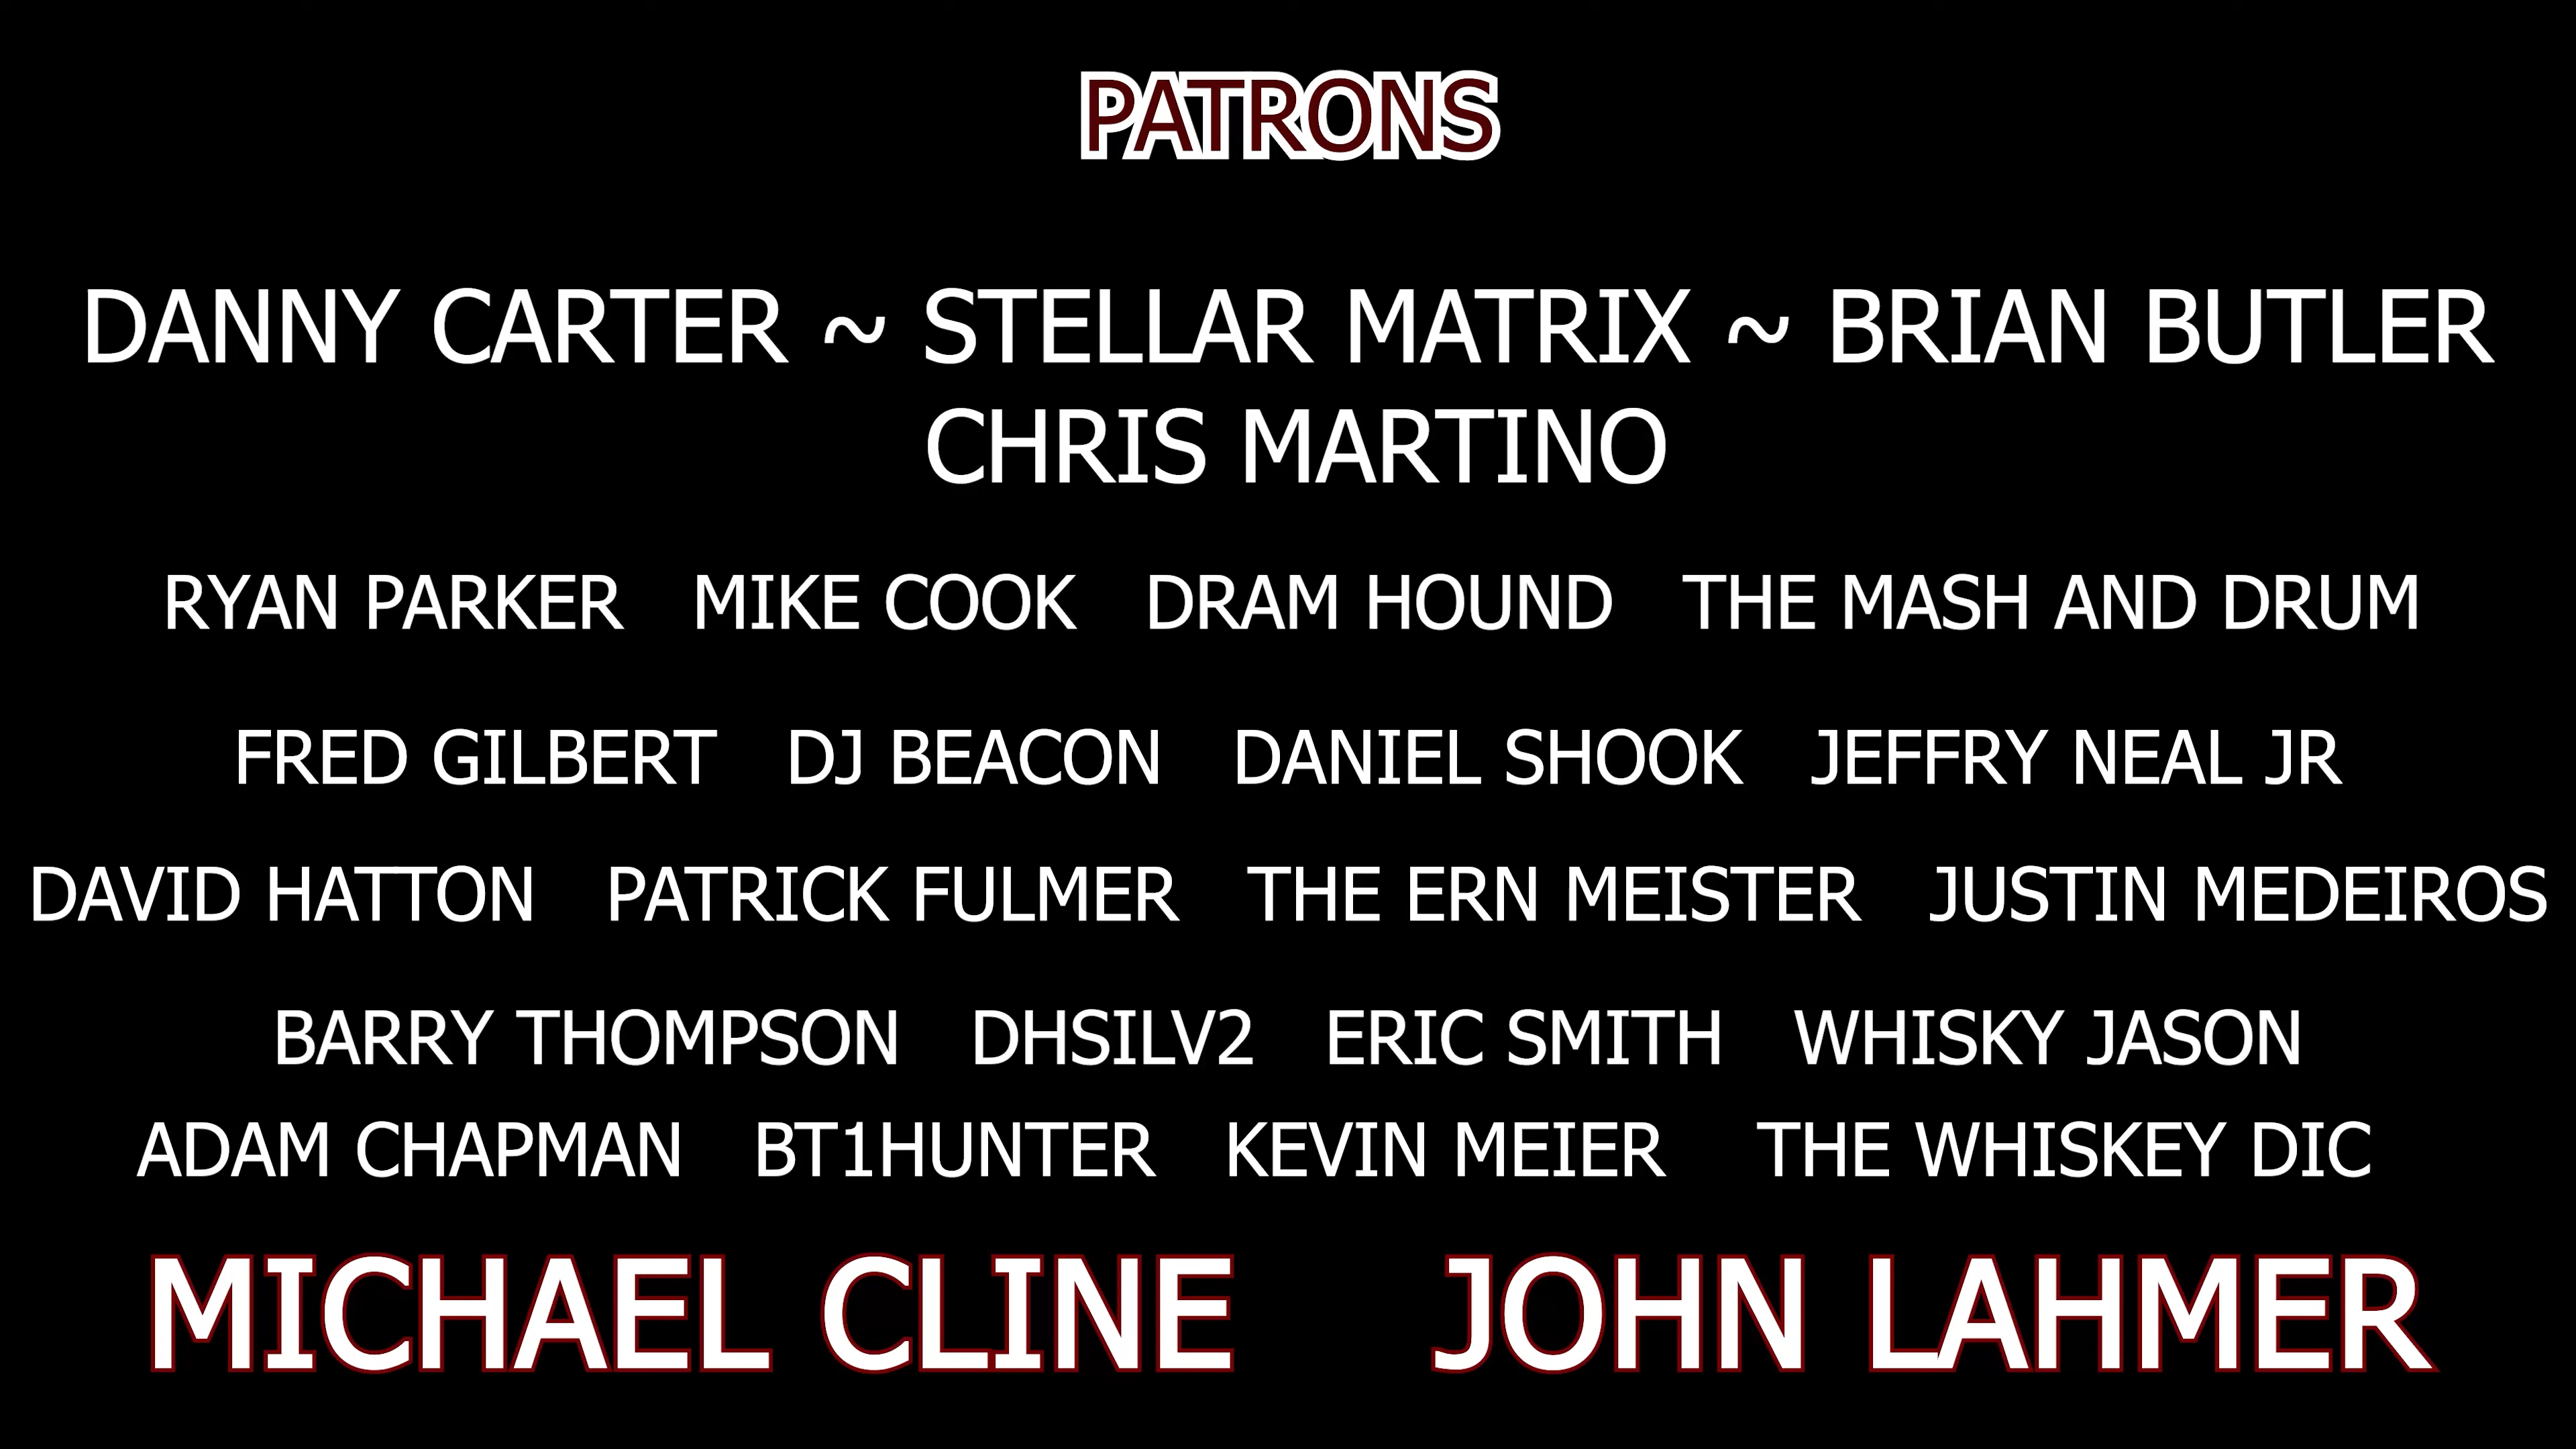 PATRONS
DANNY CARTER ~ STELLAR MATRIX ~ BRIAN BUTLER
CHRIS MARTINO
RYAN PARKER MIKE COOK DRAM HOUND THE MASH AND DRUM
FRED GILBERT DJ BEACON DANIEL SHOOK JEFFRY NEAL JR
DAVID HATTON PATRICK FULMER THE ERN MEISTER JUSTIN MEDEIROS
BARRY THOMPSON DHSILV2 ERIC SMITH WHISKY JASON
ADAM CHAPMAN BT1HUNTER KEVIN MEIER THE WHISKEY DIC
MICHAEL CLINE JOHN LAHMER